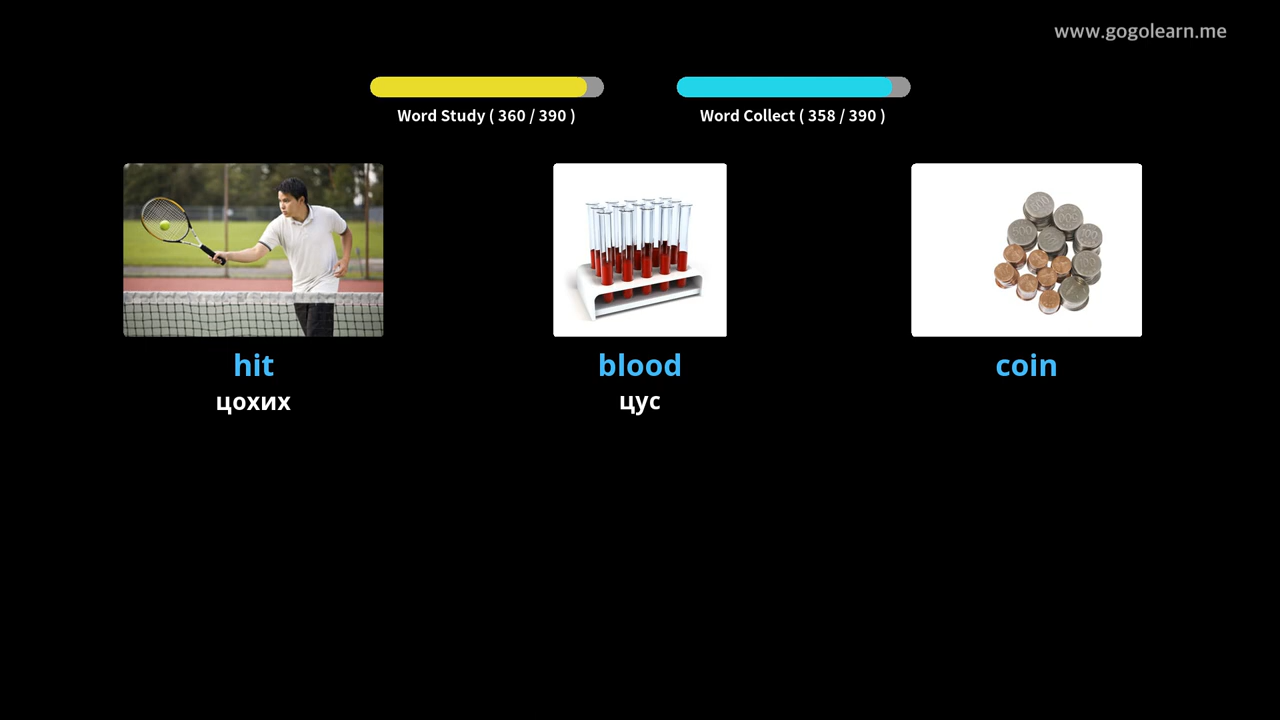 www.gogolearn.me
Word Study ( 360 / 390 )
Word Collect ( 358 / 390 )
hit
цохих
blood
цус
coin